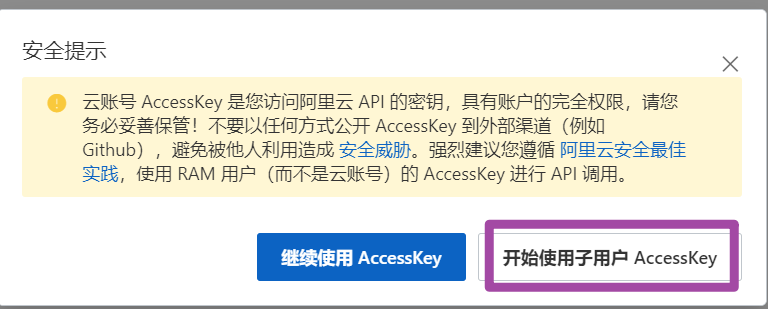 安全提示
云账号 AccessKey 是您访问阿里云 API 的密钥，具有账户的完全权限，请您
务必妥善保管！不要以任何方式公开 AccessKey 到外部渠道（例如
Github），避免被他人利用造成 安全威胁。强烈建议您遵循 阿里云安全最佳
实践，使用 RAM 用户（而不是云账号）的 AccessKey 进行 API 调用。
继续使用 AccessKey
开始使用子用户 AccessKey